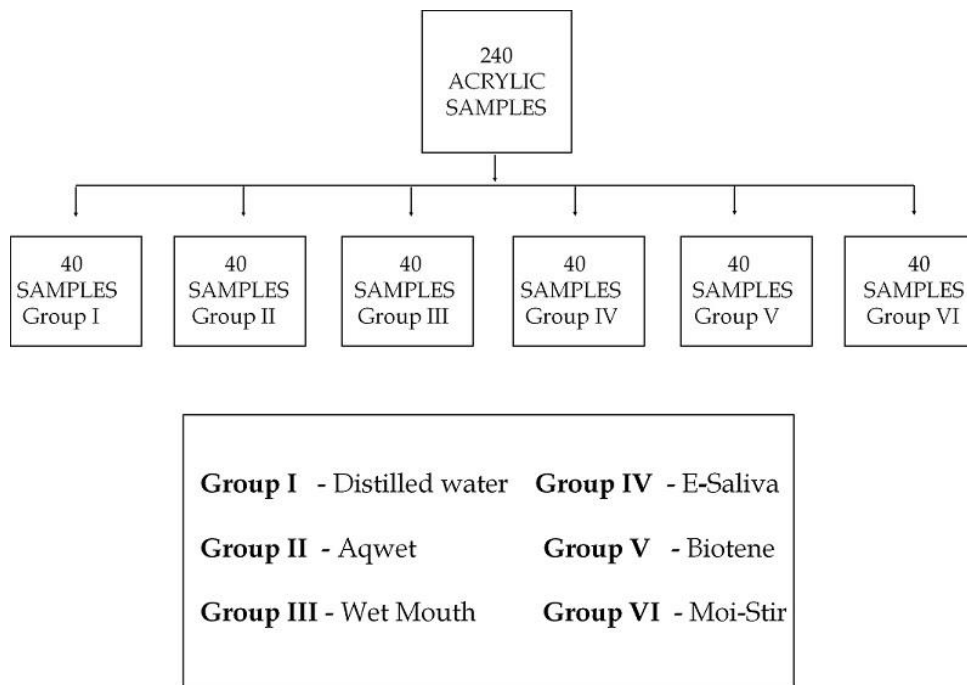 240
ACRYLIC
SAMPLES
40
SAMPLES
Group I
40
SAMPLES
Group II
40
SAMPLES
Group III
40
SAMPLES
Group IV
40
SAMPLES
Group V
40
SAMPLES
Group VI
Group I - Distilled water
Group IV - E-Saliva
Group II - Aqwet
Group V - Biotene
Group III - Wet Mouth
Group VI - Moi-Stir